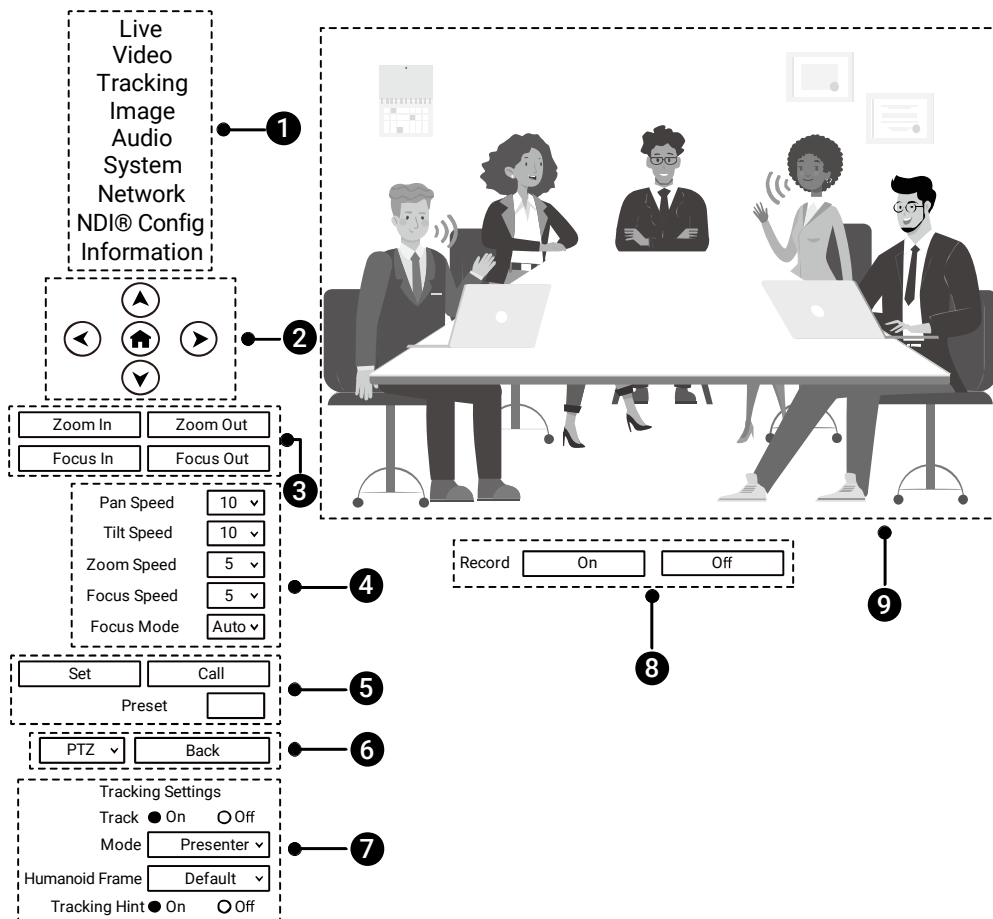 Live
Video
Tracking
Image
Audio
System
Network
NDI® Config
Information
1
2
Zoom In Zoom Out
Focus In Focus Out
3
Pan Speed 10
Tilt Speed 10
Zoom Speed 5
Focus Speed 5
Focus Mode Auto
4
Set Call
Preset
5
PTZ Back
6
Tracking Settings
Track On Off
Mode Presenter
Humanoid Frame Default
Tracking Hint On Off
7
Record On Off
8
9